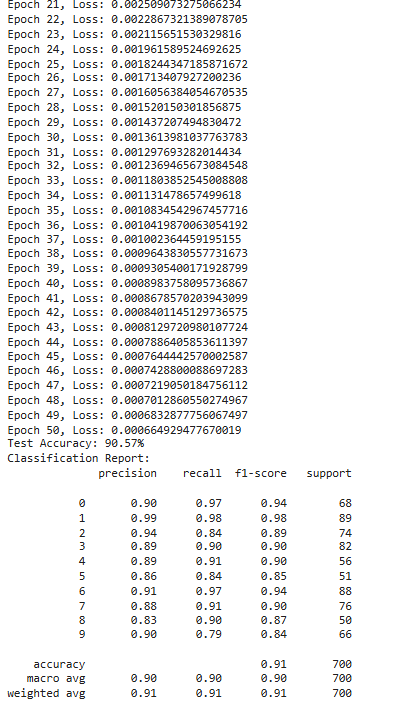 Epoch 21, Loss: 0.002509073275066234
Epoch 22, Loss: 0.0022867321389078705
Epoch 23, Loss: 0.002115651530329816
Epoch 24, Loss: 0.001961589524692625
Epoch 25, Loss: 0.0018244347185871672
Epoch 26, Loss: 0.001713407927200236
Epoch 27, Loss: 0.0016056384054670535
Epoch 28, Loss: 0.001520150301856875
Epoch 29, Loss: 0.001437207494830472
Epoch 30, Loss: 0.0013613981037763783
Epoch 31, Loss: 0.001297693282014434
Epoch 32, Loss: 0.0012369465673084548
Epoch 33, Loss: 0.0011803852545008808
Epoch 34, Loss: 0.001131478657499618
Epoch 35, Loss: 0.0010834542967457716
Epoch 36, Loss: 0.0010419870063054192
Epoch 37, Loss: 0.001002364459195155
Epoch 38, Loss: 0.0009643830557731673
Epoch 39, Loss: 0.0009305400171928799
Epoch 40, Loss: 0.0008983758095736867
Epoch 41, Loss: 0.0008678570203943099
Epoch 42, Loss: 0.0008401145129736575
Epoch 43, Loss: 0.0008129720980107724
Epoch 44, Loss: 0.0007886405853611397
Epoch 45, Loss: 0.0007644442570002587
Epoch 46, Loss: 0.0007428800088697283
Epoch 47, Loss: 0.0007219050184756112
Epoch 48, Loss: 0.0007012860550274967
Epoch 49, Loss: 0.0006832877756067497
Epoch 50, Loss: 0.000664929477670019
Test Accuracy: 90.57%
Classification Report:
precision recall f1-score support
0 0.90 0.97 0.94 68
1 0.99 0.98 0.98 89
2 0.94 0.84 0.89 74
3 0.89 0.90 0.90 82
4 0.89 0.91 0.90 56
5 0.86 0.84 0.85 51
6 0.91 0.97 0.94 88
7 0.88 0.91 0.90 76
8 0.83 0.90 0.87 50
9 0.90 0.79 0.84 66
accuracy 0.91 700
macro avg 0.90 0.90 0.90 700
weighted avg 0.91 0.91 0.91 700